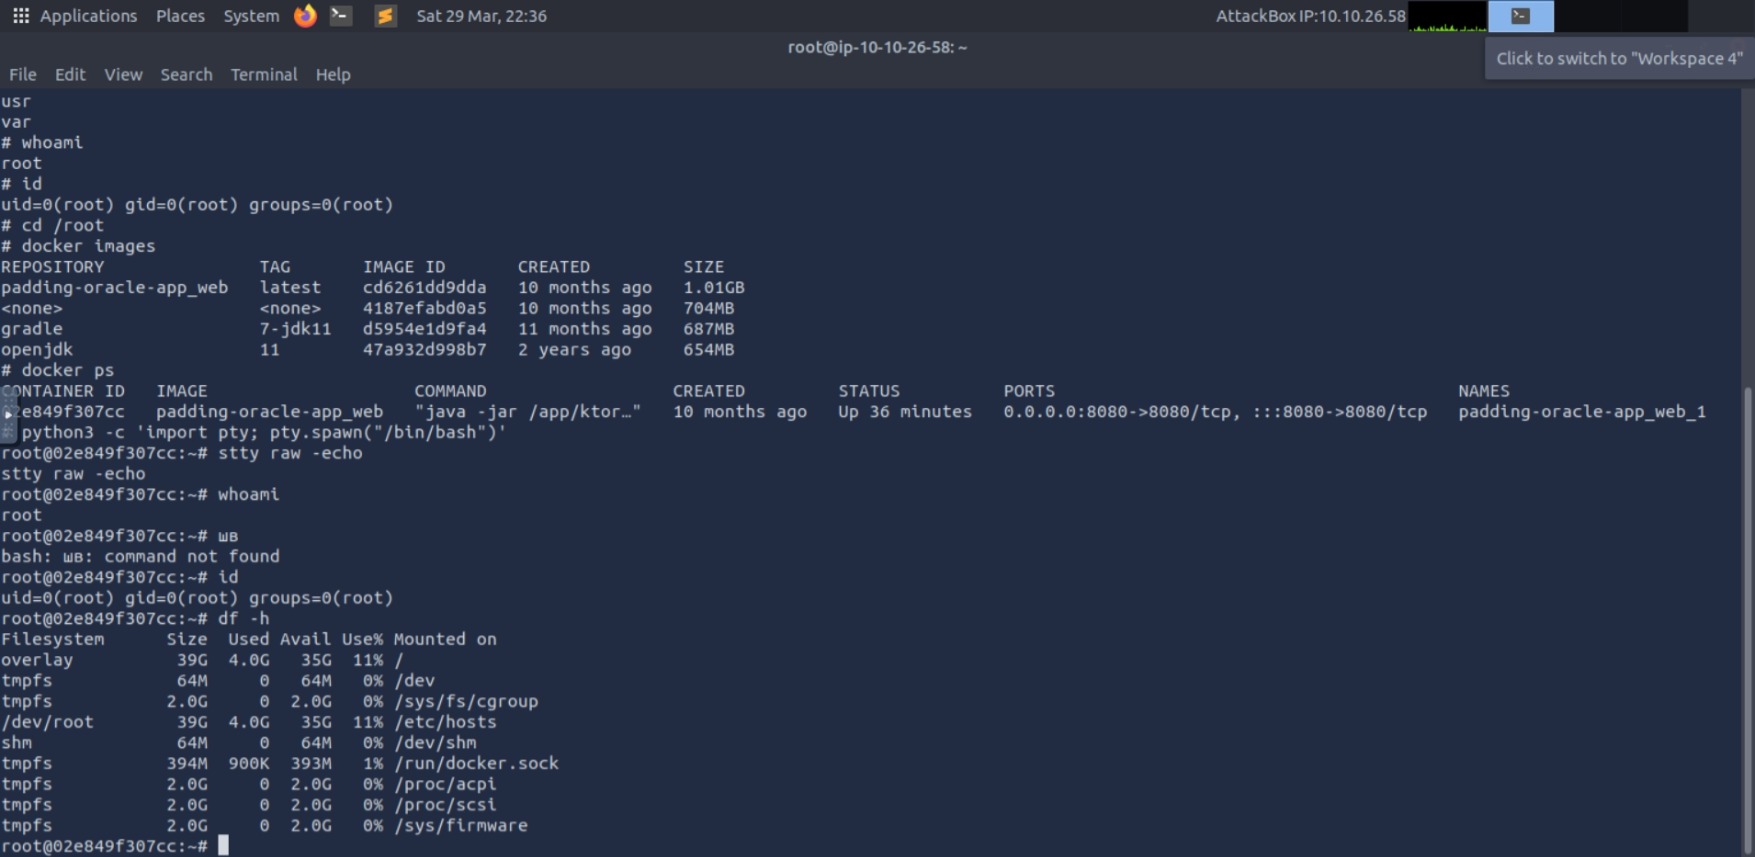 Applications Places System Sat 29 Mar, 22:36 AttackBox IP:10.10.26.58
root@ip-10-10-26-58: ~
Click to switch to "Workspace 4"
File Edit View Search Terminal Help
usr
var
# whoami
root
# id
uid=0(root) gid=0(root) groups=0(root)
# cd /root
# docker images
REPOSITORY TAG IMAGE ID CREATED SIZE
padding-oracle-app_web latest cd6261dd9dda 10 months ago 1.01GB
<none> <none> 4187efabd0a5 10 months ago 704MB
gradle 7-jdk11 d5954e1d9fa4 11 months ago 687MB
openjdk 11 47a932d998b7 2 years ago 654MB
# docker ps
CONTAINER ID IMAGE COMMAND CREATED STATUS PORTS NAMES
02e849f307cc padding-oracle-app_web "java -jar /app/ktor…" 10 months ago Up 36 minutes 0.0.0.0:8080->8080/tcp, :::8080->8080/tcp padding-oracle-app_web_1
# python3 -c 'import pty; pty.spawn("/bin/bash")'
root@02e849f307cc:~# stty raw -echo
stty raw -echo
root@02e849f307cc:~# whoami
root
root@02e849f307cc:~# шв
bash: шв: command not found
root@02e849f307cc:~# id
uid=0(root) gid=0(root) groups=0(root)
root@02e849f307cc:~# df -h
Filesystem Size Used Avail Use% Mounted on
overlay 39G 4.0G 35G 11% /
tmpfs 64M 0 64M 0% /dev
tmpfs 2.0G 0 2.0G 0% /sys/fs/cgroup
/dev/root 39G 4.0G 35G 11% /etc/hosts
shm 64M 0 64M 0% /dev/shm
tmpfs 394M 900K 393M 1% /run/docker.sock
tmpfs 2.0G 0 2.0G 0% /proc/acpi
tmpfs 2.0G 0 2.0G 0% /proc/scsi
tmpfs 2.0G 0 2.0G 0% /sys/firmware
root@02e849f307cc:~#